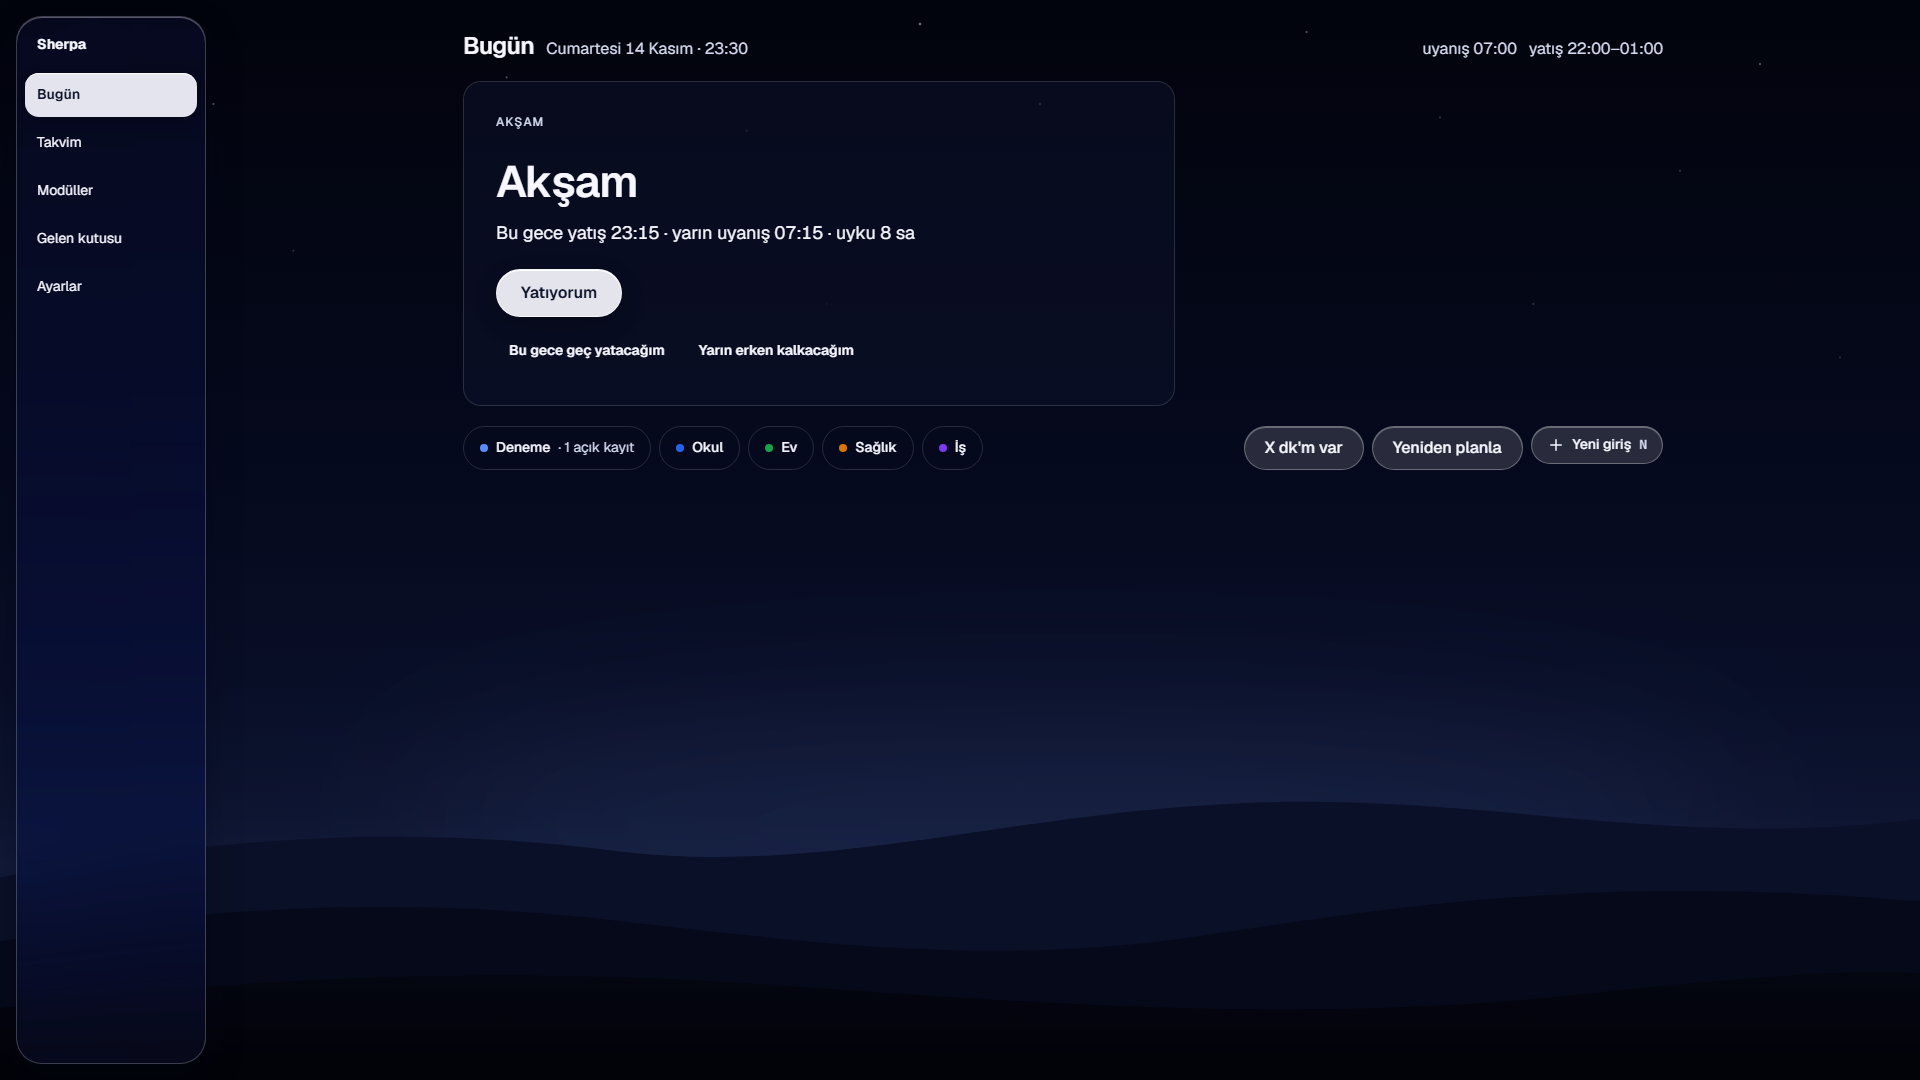 Sherpa
Bugün
Takvim
Modüller
Gelen kutusu
Ayarlar
Bugün Cumartesi 14 Kasım · 23:30
uyanış 07:00 yatış 22:00–01:00
AKŞAM
Akşam
Bu gece yatış 23:15 · yarın uyanış 07:15 · uyku 8 sa
Yatıyorum
Bu gece geç yatacağım Yarın erken kalkacağım
Deneme · 1 açık kayıt Okul Ev Sağlık İş
X dk'm var Yeniden planla + Yeni giriş N